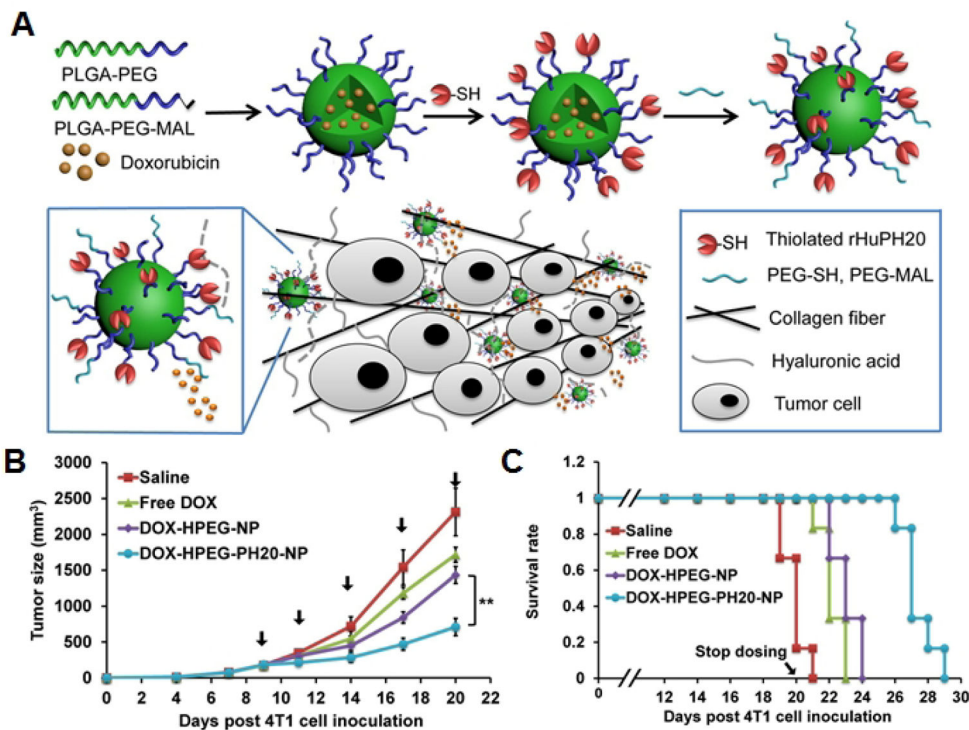 A
PLGA-PEG
PLGA-PEG-MAL
Doxorubicin
-SH
-SH Thiolated rHuPH20
PEG-SH, PEG-MAL
Collagen fiber
Hyaluronic acid
Tumor cell
B
3000
2500
2000
1500
1000
500
0
Tumor size (mm³)
Saline
Free DOX
DOX-HPEG-NP
DOX-HPEG-PH20-NP
**
0 2 4 6 8 10 12 14 16 18 20 22
Days post 4T1 cell inoculation
C
1.2
1
0.8
0.6
0.4
0.2
0
Survival rate
Saline
Free DOX
DOX-HPEG-NP
DOX-HPEG-PH20-NP
Stop dosing
0 12 14 16 18 20 22 24 26 28 30
Days post 4T1 cell inoculation